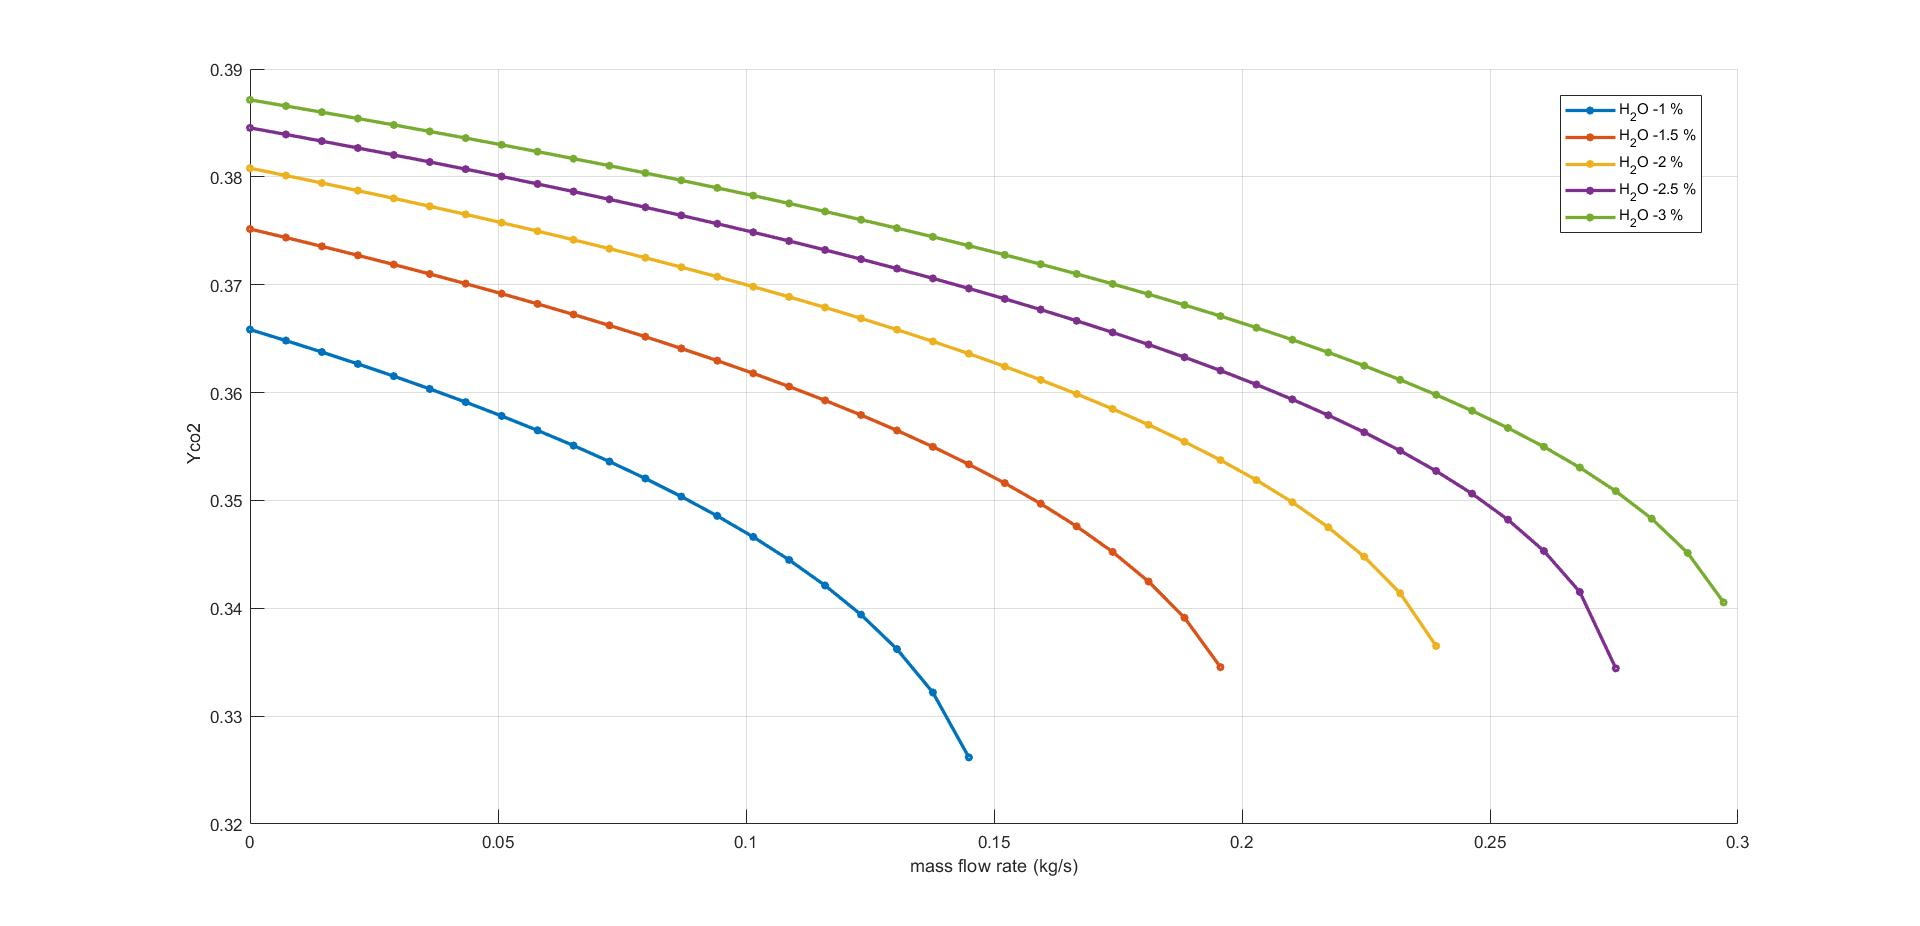 0.39
0.38
0.37
0.36
0.35
0.34
0.33
0.32
Yco2
0
0.05
0.1
0.15
0.2
0.25
0.3
mass flow rate (kg/s)
H₂O -1 %
H₂O -1.5 %
H₂O -2 %
H₂O -2.5 %
H₂O -3 %